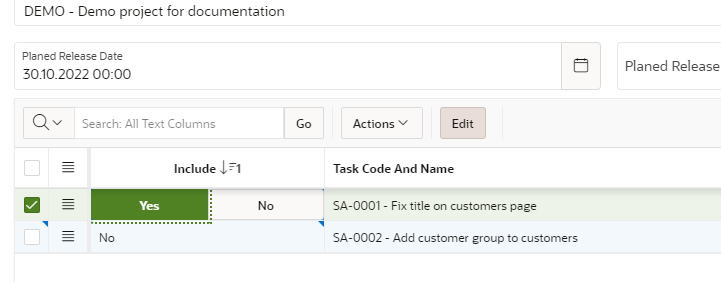 DEMO - Demo project for documentation
Planed Release Date
30.10.2022 00:00
Planed Release
Search: All Text Columns
Go
Actions
Edit
Include 1
Task Code And Name
Yes
No
SA-0001 - Fix title on customers page
No
SA-0002 - Add customer group to customers